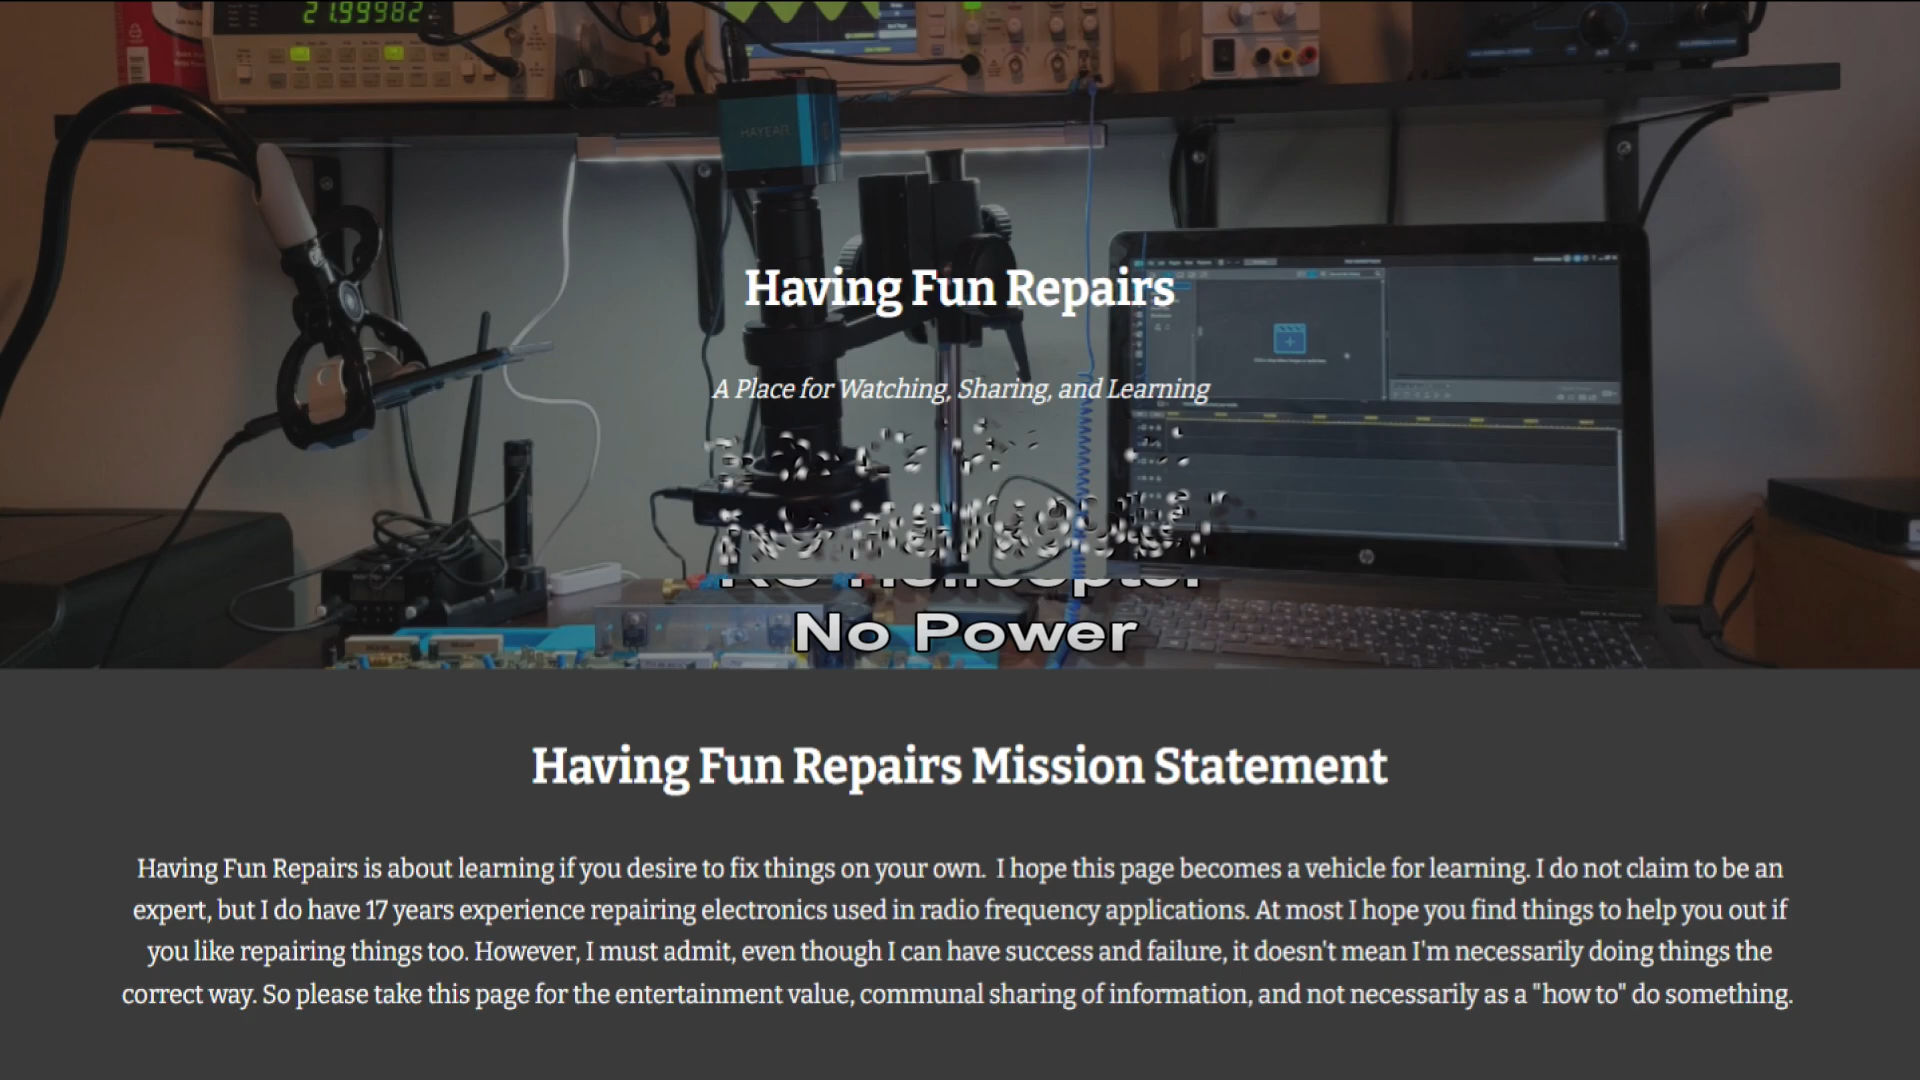 21.99982
HAYEAR
Having Fun Repairs
A Place for Watching, Sharing, and Learning
No Power
Having Fun Repairs Mission Statement
Having Fun Repairs is about learning if you desire to fix things on your own. I hope this page becomes a vehicle for learning. I do not claim to be an
expert, but I do have 17 years experience repairing electronics used in radio frequency applications. At most I hope you find things to help you out if
you like repairing things too. However, I must admit, even though I can have success and failure, it doesn't mean I'm necessarily doing things the
correct way. So please take this page for the entertainment value, communal sharing of information, and not necessarily as a "how to" do something.